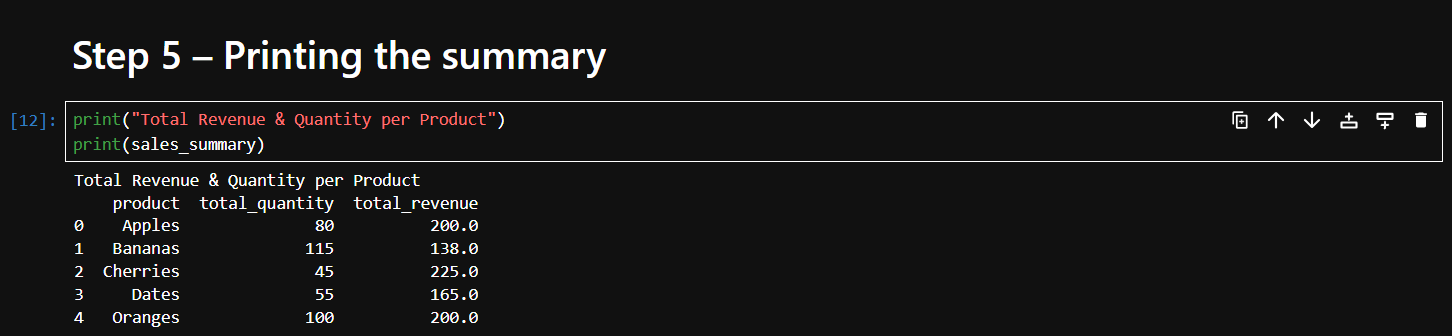 Step 5 – Printing the summary
[12]: print("Total Revenue & Quantity per Product")
print(sales_summary)
Total Revenue & Quantity per Product
    product  total_quantity  total_revenue
0    Apples              80          200.0
1   Bananas             115          138.0
2  Cherries              45          225.0
3     Dates              55          165.0
4   Oranges             100          200.0